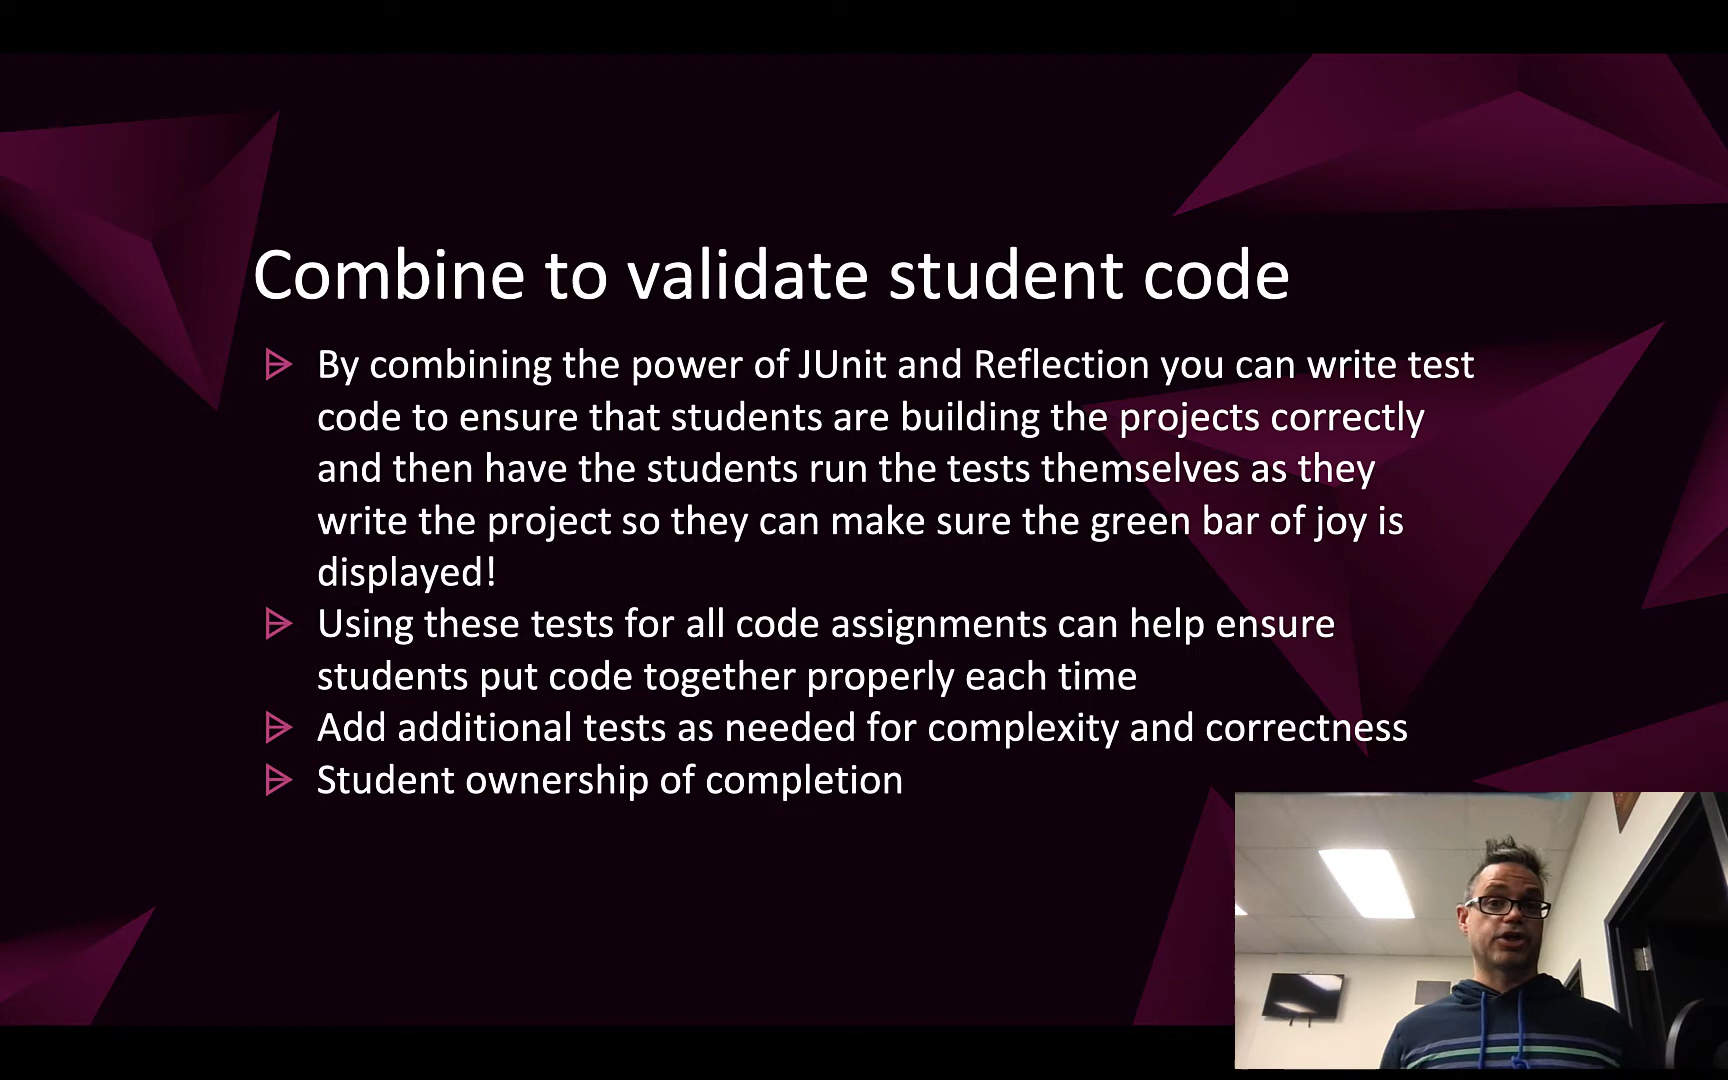 Combine to validate student code
By combining the power of JUnit and Reflection you can write test
code to ensure that students are building the projects correctly
and then have the students run the tests themselves as they
write the project so they can make sure the green bar of joy is
displayed!
Using these tests for all code assignments can help ensure
students put code together properly each time
Add additional tests as needed for complexity and correctness
Student ownership of completion